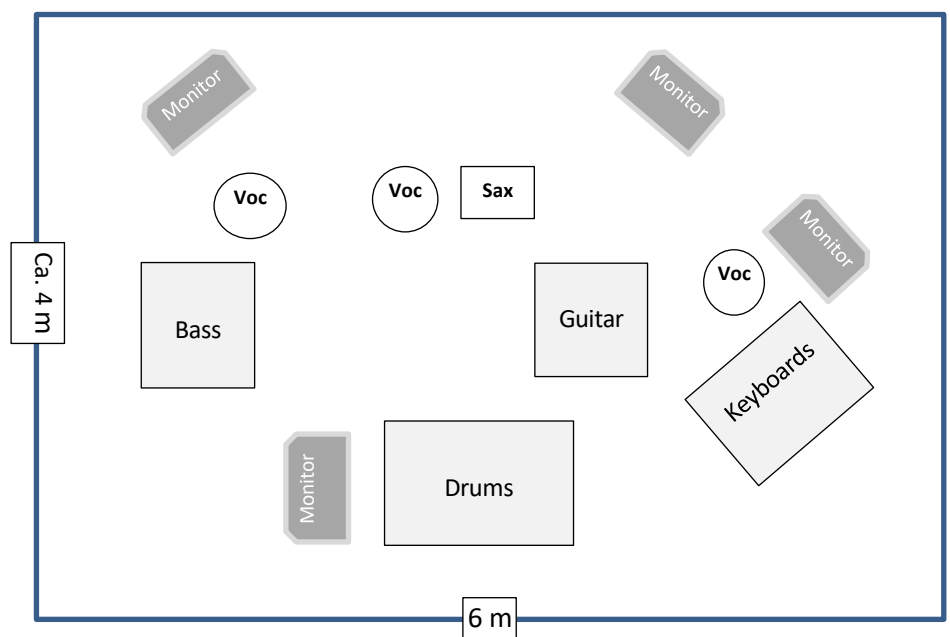 Monitor
Monitor
Voc
Voc
Sax
Monitor
Ca. 4 m
Voc
Bass
Guitar
Keyboards
Monitor
Drums
6 m